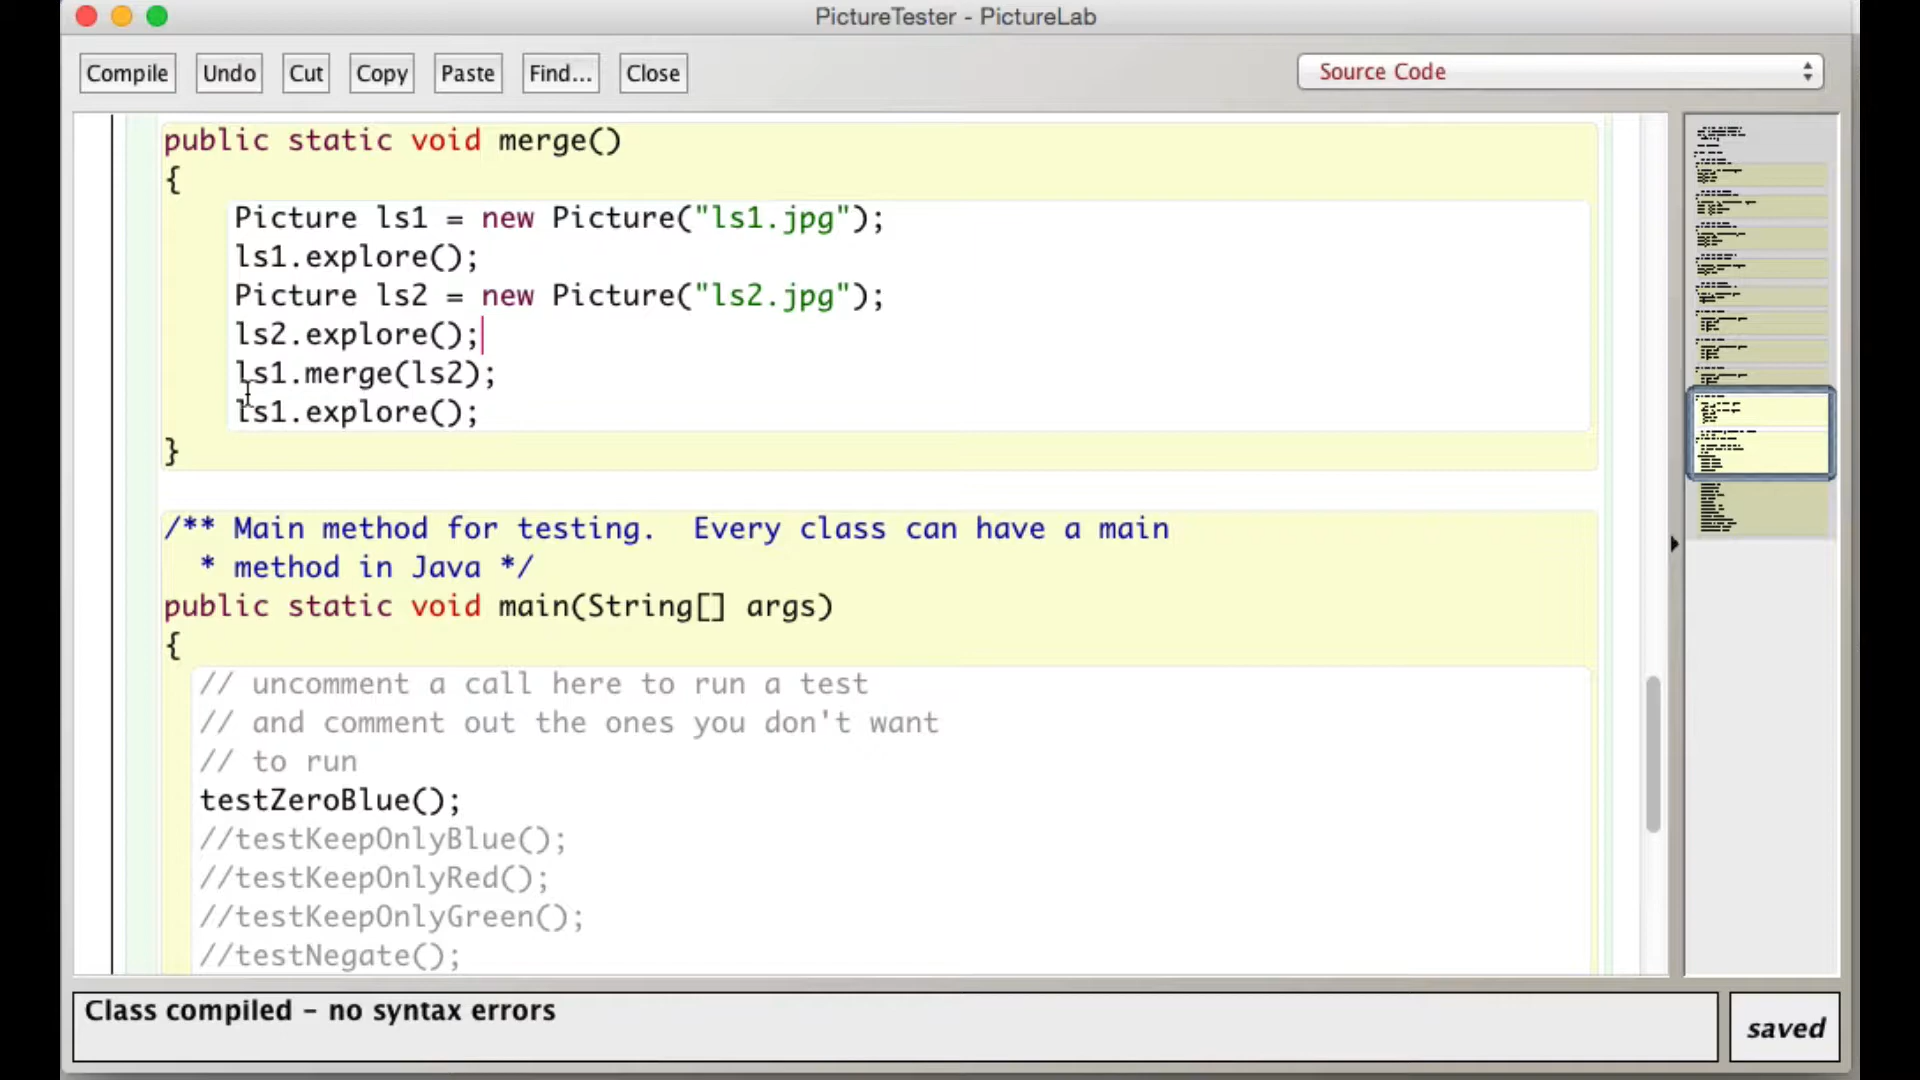 PictureTester - PictureLab
Compile Undo Cut Copy Paste Find... Close Source Code
public static void merge()
{
Picture ls1 = new Picture("ls1.jpg");
ls1.explore();
Picture ls2 = new Picture("ls2.jpg");
ls2.explore();
ls1.merge(ls2);
ls1.explore();
}
/** Main method for testing.  Every class can have a main
* method in Java */
public static void main(String[] args)
{
// uncomment a call here to run a test
// and comment out the ones you don't want
// to run
testZeroBlue();
//testKeepOnlyBlue();
//testKeepOnlyRed();
//testKeepOnlyGreen();
//testNegate();
Class compiled - no syntax errors
saved